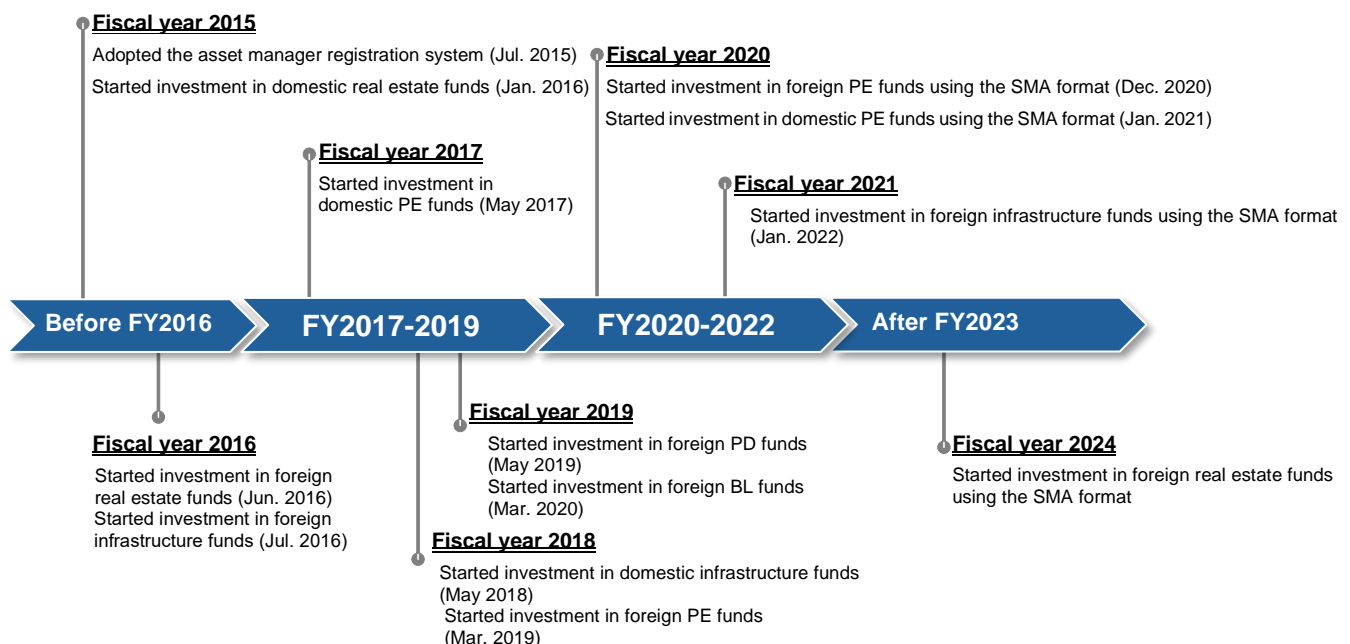 Fiscal year 2015
Adopted the asset manager registration system (Jul. 2015)
Started investment in domestic real estate funds (Jan. 2016)
Fiscal year 2020
Started investment in foreign PE funds using the SMA format (Dec. 2020)
Started investment in domestic PE funds using the SMA format (Jan. 2021)
Fiscal year 2017
Started investment in
domestic PE funds (May 2017)
Fiscal year 2021
Started investment in foreign infrastructure funds using the SMA format
(Jan. 2022)
Before FY2016
FY2017-2019
FY2020-2022
After FY2023
Fiscal year 2016
Started investment in foreign
real estate funds (Jun. 2016)
Started investment in foreign
infrastructure funds (Jul. 2016)
Fiscal year 2019
Started investment in foreign PD funds
(May 2019)
Started investment in foreign BL funds
(Mar. 2020)
Fiscal year 2018
Started investment in domestic infrastructure funds
(May 2018)
Started investment in foreign PE funds
(Mar. 2019)
Fiscal year 2024
Started investment in foreign real estate funds
using the SMA format